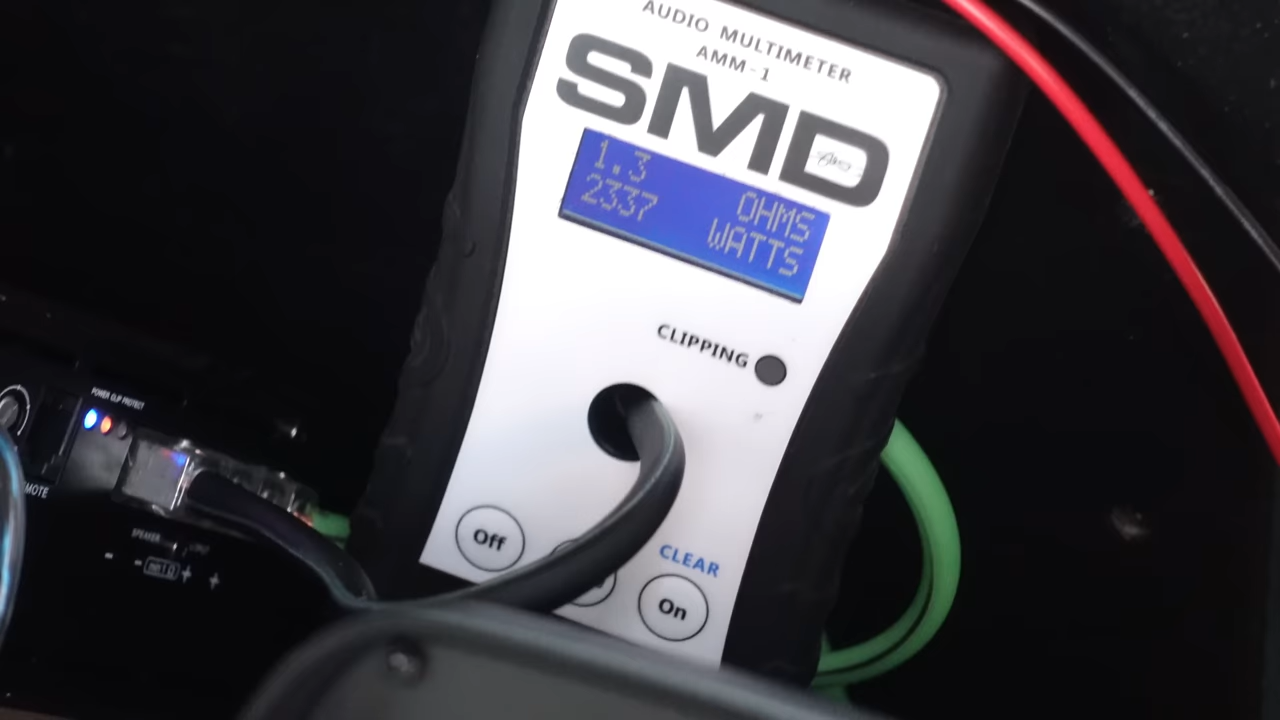 AUDIO MULTIMETER
AMM-1
SMD
1.3 OHMS
2337 WATTS
CLIPPING
POWER CLIP PROTECT
MOTE
SPEAKER
- - + +
Off
CLEAR
On